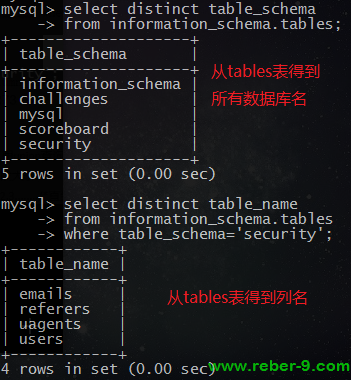 mysql> select distinct table_schema
    -> from information_schema.tables;
+--------------------+
| table_schema       |
+--------------------+
| information_schema |
| challenges         |
| mysql              |
| scoreboard         |
| security           |
+--------------------+
5 rows in set (0.00 sec)
从tables表得到
所有数据库名
mysql> select distinct table_name
    -> from information_schema.tables
    -> where table_schema='security';
+------------+
| table_name |
+------------+
| emails     |
| referers   |
| uagents    |
| users      |
+------------+
4 rows in set (0.00 sec)
从tables表得到列名
www.reber-9.com